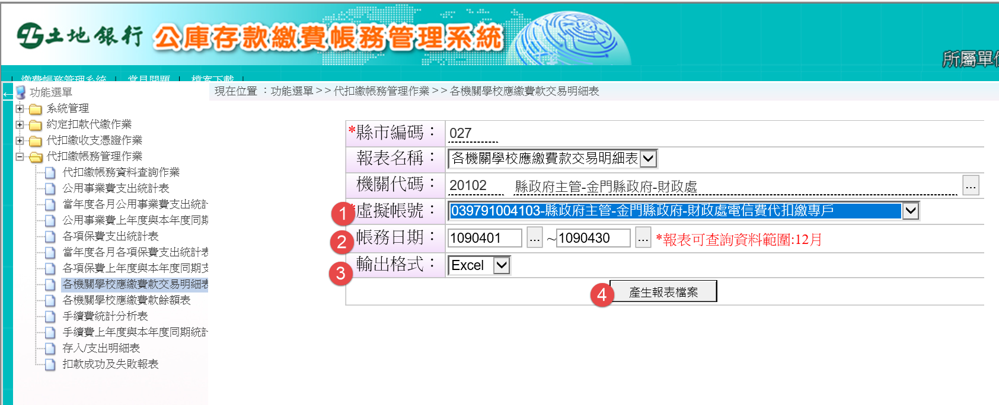 土地銀行 公庫存款繳費帳務管理系統
所屬單
| 繳費帳務管理系統 | 常見問題 | 檔案下載 |
←
功能選單
現在位置 ：功能選單>>代扣繳帳務管理作業>>各機關學校應繳費款交易明細表
系統管理
約定扣款代繳作業
代扣繳收支憑證作業
代扣繳帳務管理作業
代扣繳帳務資料查詢作業
公用事業費支出統計表
當年度各月公用事業費支出統計
公用事業費上年度與本年度同期
各項保費支出統計表
當年度各月各項保費支出統計表
各項保費上年度與本年度同期支
各機關學校應繳費款交易明細表
各機關學校應繳費款餘額表
手續費統計分析表
手續費上年度與本年度同期統計
存入/支出明細表
扣款成功及失敗報表
*縣市編碼： 027
報表名稱： 各機關學校應繳費款交易明細表
機關代碼： 20102 縣政府主管-金門縣政府-財政處 ...
1 *虛擬帳號： 039791004103-縣政府主管-金門縣政府-財政處電信費代扣繳專戶
2 帳務日期： 1090401 ... ~ 1090430 ... *報表可查詢資料範圍:12月
3 輸出格式： Excel
4 產生報表檔案